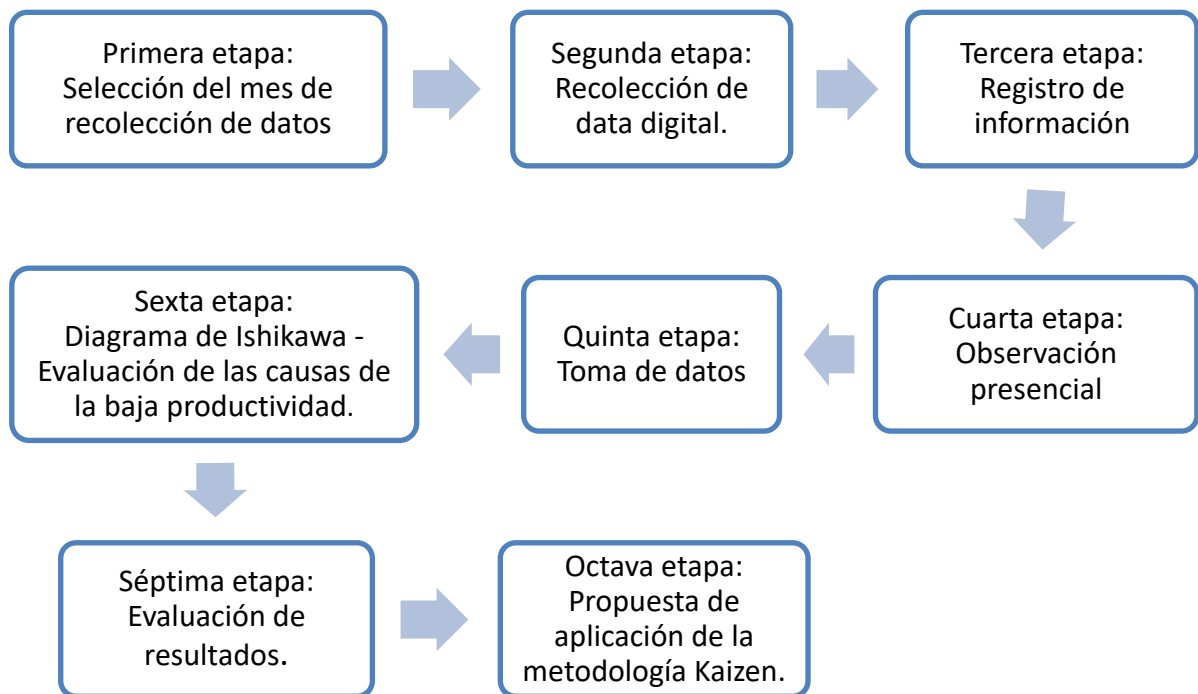 Primera etapa:
Selección del mes de
recolección de datos
Segunda etapa:
Recolección de
data digital.
Tercera etapa:
Registro de
información
Cuarta etapa:
Observación
presencial
Quinta etapa:
Toma de datos
Sexta etapa:
Diagrama de Ishikawa -
Evaluación de las causas de
la baja productividad.
Séptima etapa:
Evaluación de
resultados.
Octava etapa:
Propuesta de
aplicación de la
metodología Kaizen.